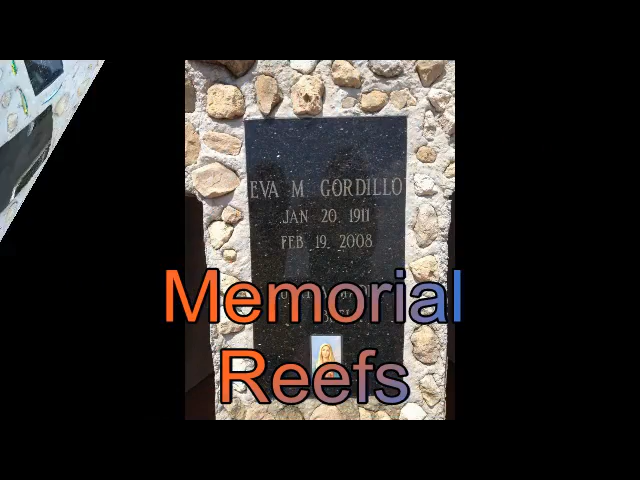 EVA M GORDILLO
JAN 20, 1911
FEB 19, 2008
Memorial
Reefs